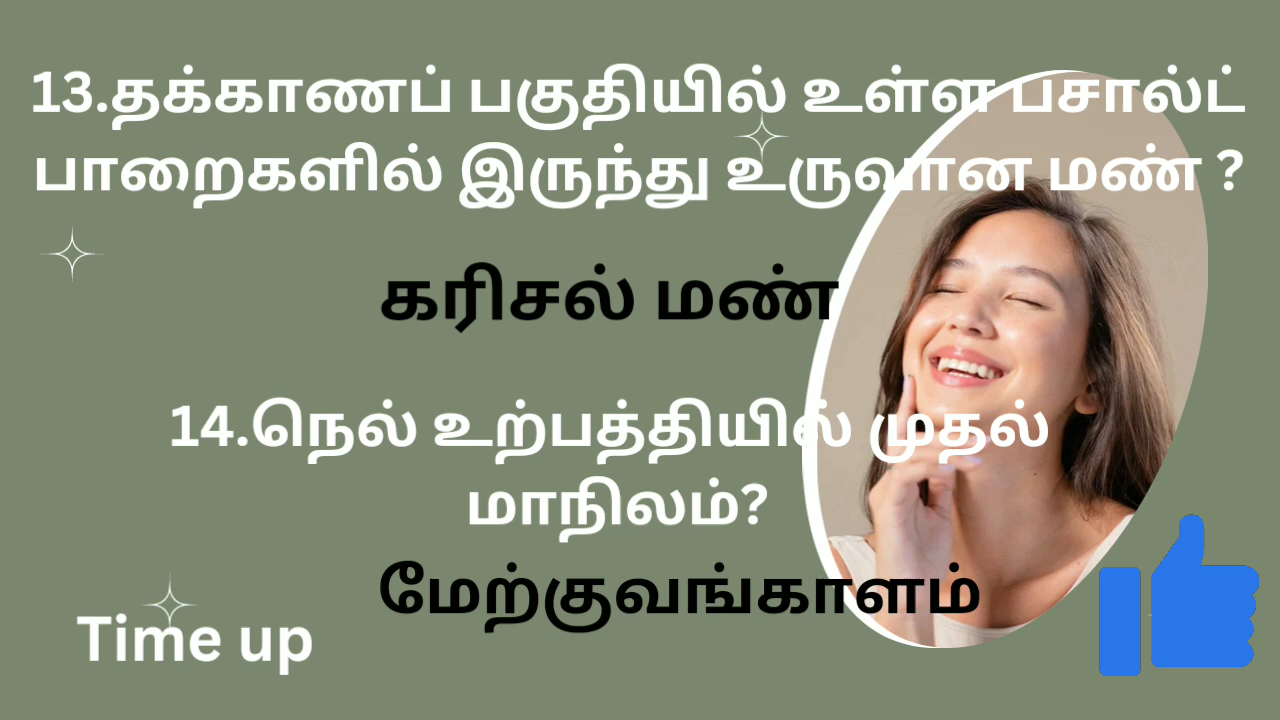 13.தக்காணப் பகுதியில் உள்ள பசால்ட்
பாறைகளில் இருந்து உருவான மண் ?
கரிசல் மண்
14.நெல் உற்பத்தியில் முதல்
மாநிலம்?
மேற்குவங்காளம்
Time up